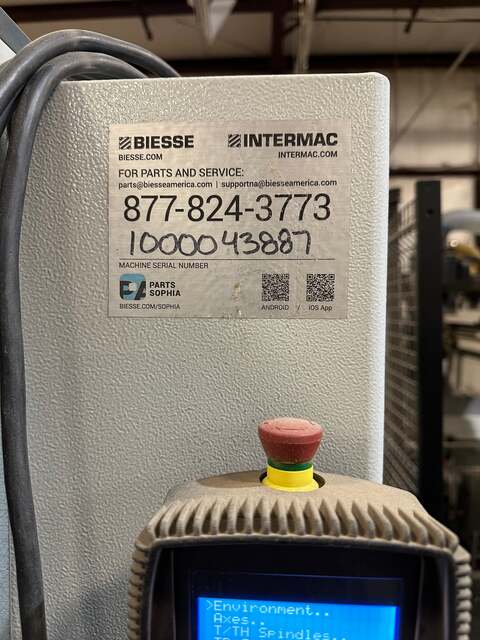 BIESSE INTERMAC
BIESSE.COM INTERMAC.COM
FOR PARTS AND SERVICE:
parts@biesseamerica.com | supportna@biesseamerica.com
877-824-3773
1000043887
MACHINE SERIAL NUMBER
PARTS
SOPHIA
BIESSE.COM/SOPHIA ANDROID / iOS App
>Environment..
Axes..
T/TH Spindles..